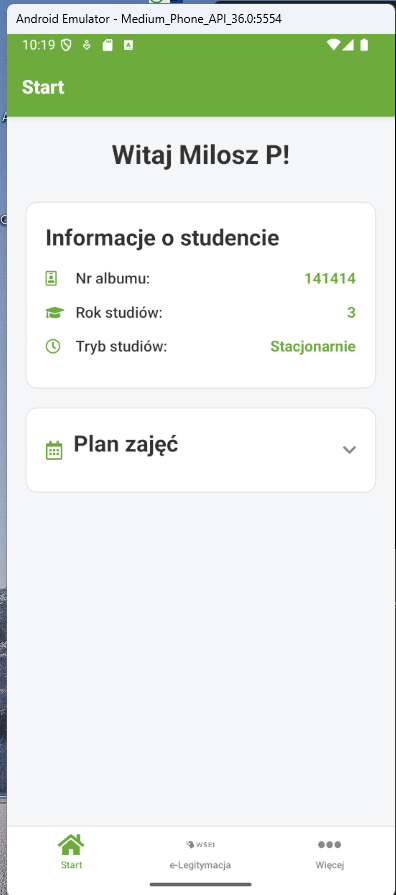 Android Emulator - Medium_Phone_API_36.0:5554
10:19
Start
Witaj Milosz P!
Informacje o studencie
Nr albumu: 141414
Rok studiów: 3
Tryb studiów: Stacjonarnie
Plan zajęć
WSEI
Start e-Legitymacja Więcej